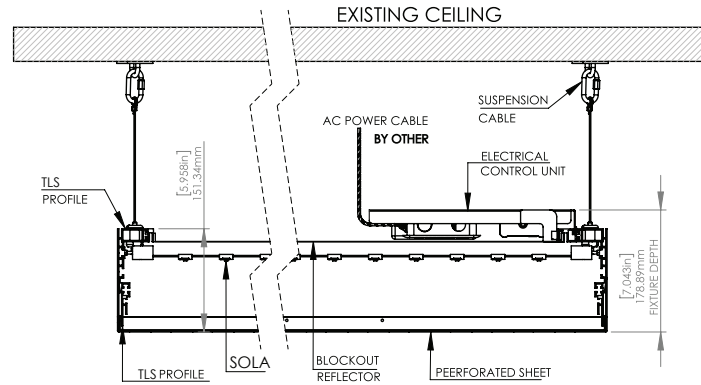 EXISTING CEILING
SUSPENSION
CABLE
AC POWER CABLE
BY OTHER
ELECTRICAL
CONTROL UNIT
TLS
PROFILE
[5.958in]
151.34mm
[7.043in]
178.89mm
FIXTURE DEPTH
TLS PROFILE
SOLA
BLOCKOUT
REFLECTOR
PEERFORATED SHEET